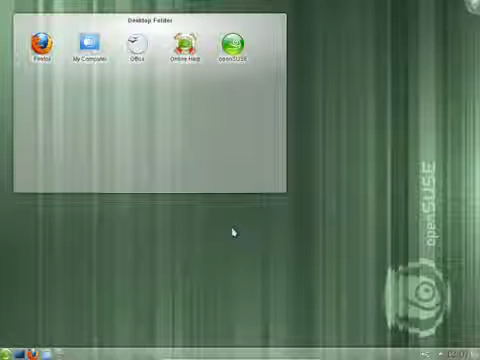 Desktop Folder
Firefox
My Computer
Office
Online Help
openSUSE
openSUSE